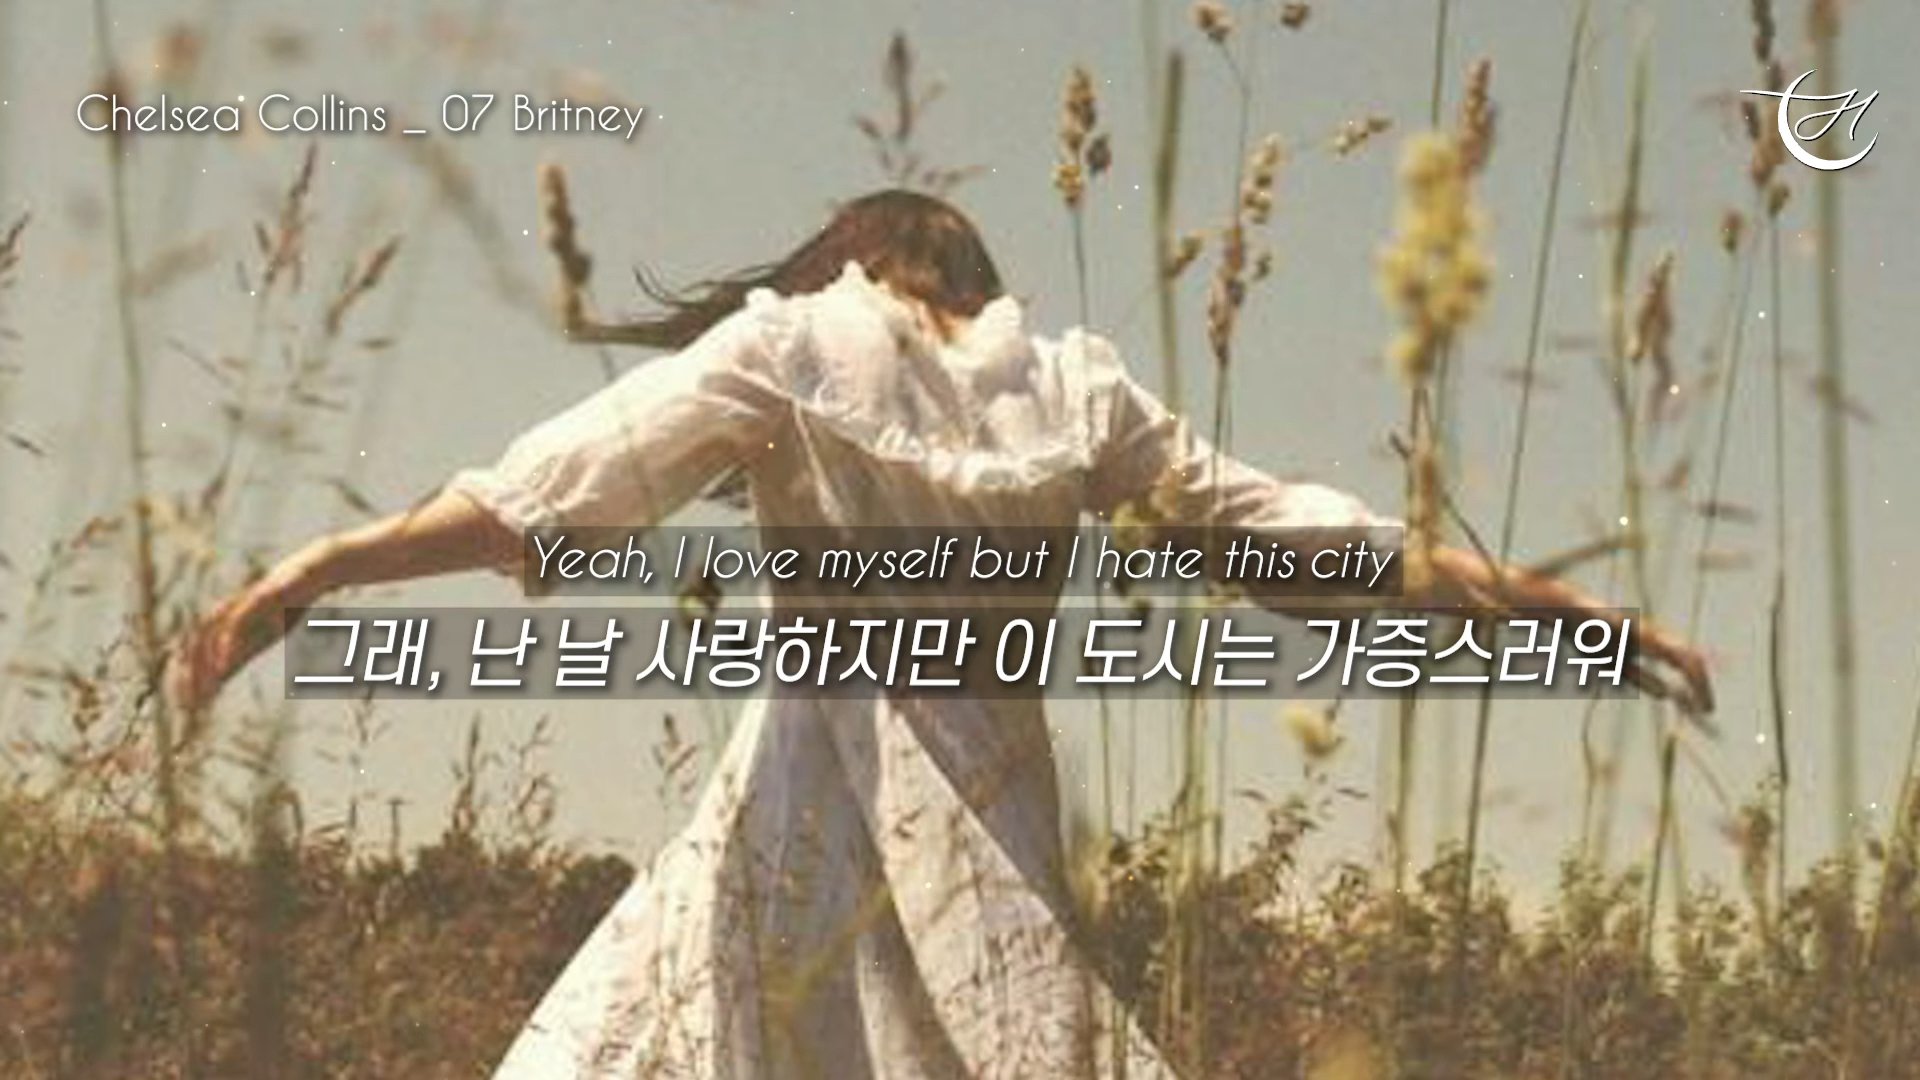 Chelsea Collins _ 07 Britney
Yeah, I love myself but I hate this city
그래, 난 날 사랑하지만 이 도시는 가증스러워